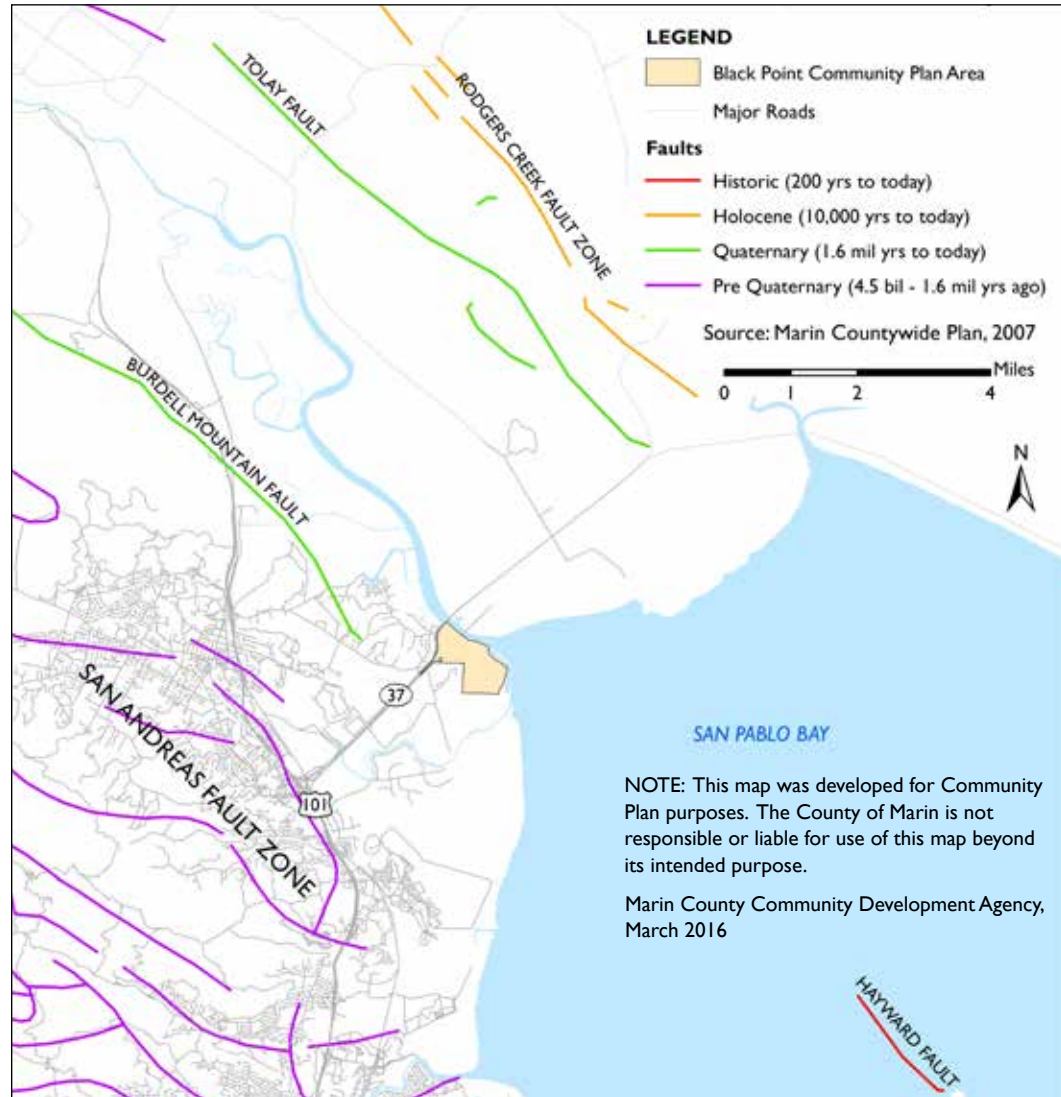 LEGEND
Black Point Community Plan Area
Major Roads
Faults
Historic (200 yrs to today)
Holocene (10,000 yrs to today)
Quaternary (1.6 mil yrs to today)
Pre Quaternary (4.5 bil - 1.6 mil yrs ago)
Source: Marin Countywide Plan, 2007
Miles
0 1 2 4
N
TOLAY FAULT
RODGERS CREEK FAULT ZONE
BURDELL MOUNTAIN FAULT
SAN ANDREAS FAULT ZONE
37
101
SAN PABLO BAY
NOTE: This map was developed for Community
Plan purposes. The County of Marin is not
responsible or liable for use of this map beyond
its intended purpose.
Marin County Community Development Agency,
March 2016
HAYWARD FAULT